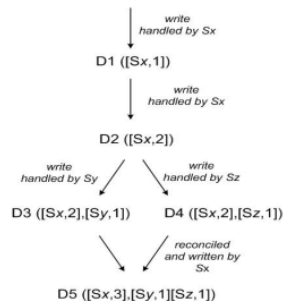 write
handled by Sx
D1 ([Sx,1])
write
handled by Sx
D2 ([Sx,2])
write
handled by Sy
write
handled by Sz
D3 ([Sx,2],[Sy,1])
D4 ([Sx,2],[Sz,1])
reconciled
and written by
Sx
D5 ([Sx,3],[Sy,1][Sz,1])